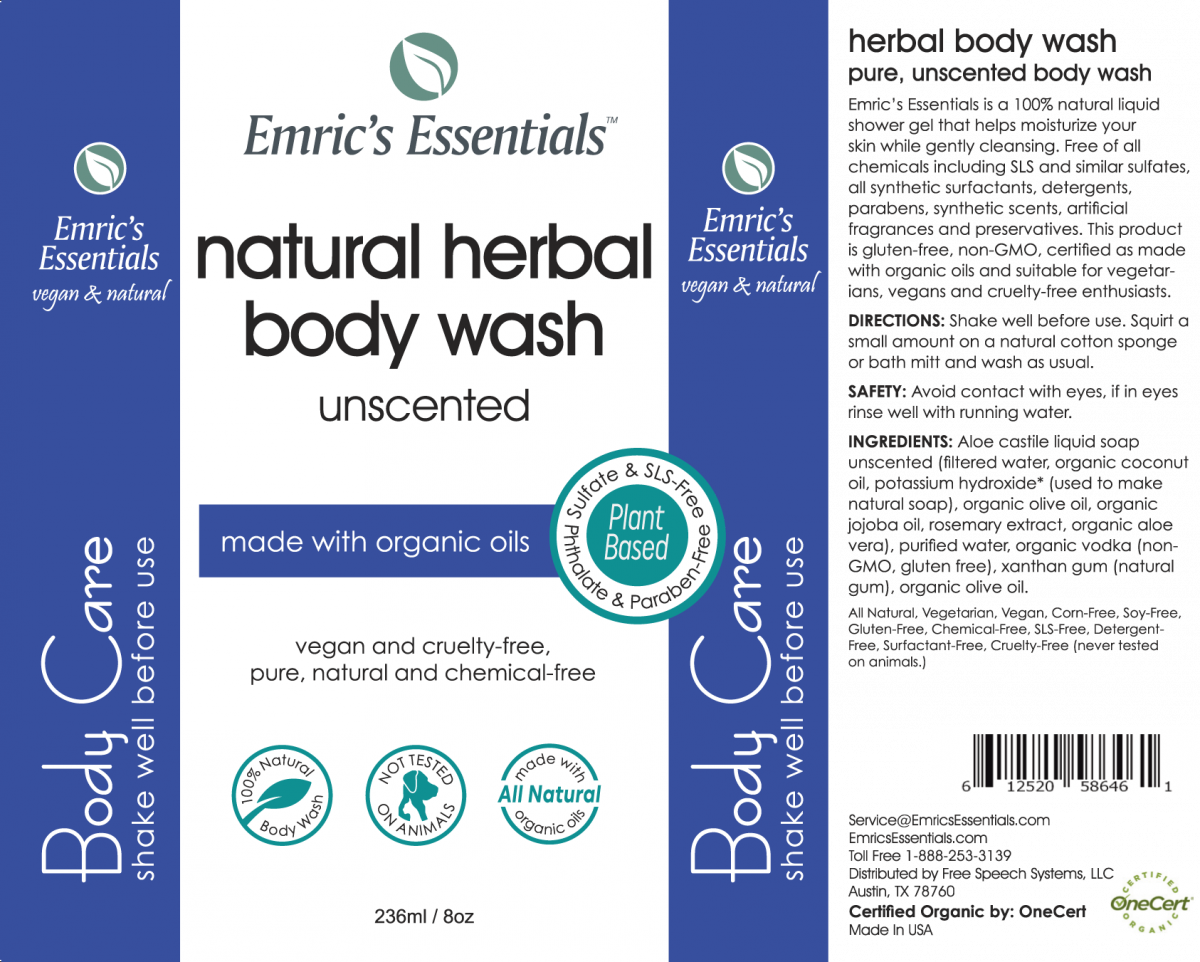 Emric's
Essentials
vegan & natural
Body Care
shake well before use
Emric's Essentials™
natural herbal
body wash
unscented
made with organic oils
Sulfate & SLS-Free
Phthalate & Paraben-Free
Plant
Based
vegan and cruelty-free,
pure, natural and chemical-free
100% Natural
Body Wash
NOT TESTED
ON ANIMALS
made with
All Natural
organic oils
236ml / 8oz
Emric's
Essentials
vegan & natural
Body Care
shake well before use
herbal body wash
pure, unscented body wash
Emric's Essentials is a 100% natural liquid
shower gel that helps moisturize your
skin while gently cleansing. Free of all
chemicals including SLS and similar sulfates,
all synthetic surfactants, detergents,
parabens, synthetic scents, artificial
fragrances and preservatives. This product
is gluten-free, non-GMO, certified as made
with organic oils and suitable for vegetar-
ians, vegans and cruelty-free enthusiasts.
DIRECTIONS: Shake well before use. Squirt a
small amount on a natural cotton sponge
or bath mitt and wash as usual.
SAFETY: Avoid contact with eyes, if in eyes
rinse well with running water.
INGREDIENTS: Aloe castile liquid soap
unscented (filtered water, organic coconut
oil, potassium hydroxide* (used to make
natural soap), organic olive oil, organic
jojoba oil, rosemary extract, organic aloe
vera), purified water, organic vodka (non-
GMO, gluten free), xanthan gum (natural
gum), organic olive oil.
All Natural, Vegetarian, Vegan, Corn-Free, Soy-Free,
Gluten-Free, Chemical-Free, SLS-Free, Detergent-
Free, Surfactant-Free, Cruelty-Free (never tested
on animals.)
6 12520 58646 1
Service@EmricsEssentials.com
EmricsEssentials.com
Toll Free 1-888-253-3139
Distributed by Free Speech Systems, LLC
Austin, TX 78760
Certified Organic by: OneCert
Made In USA
CERTIFIED
OneCert
ORGANIC